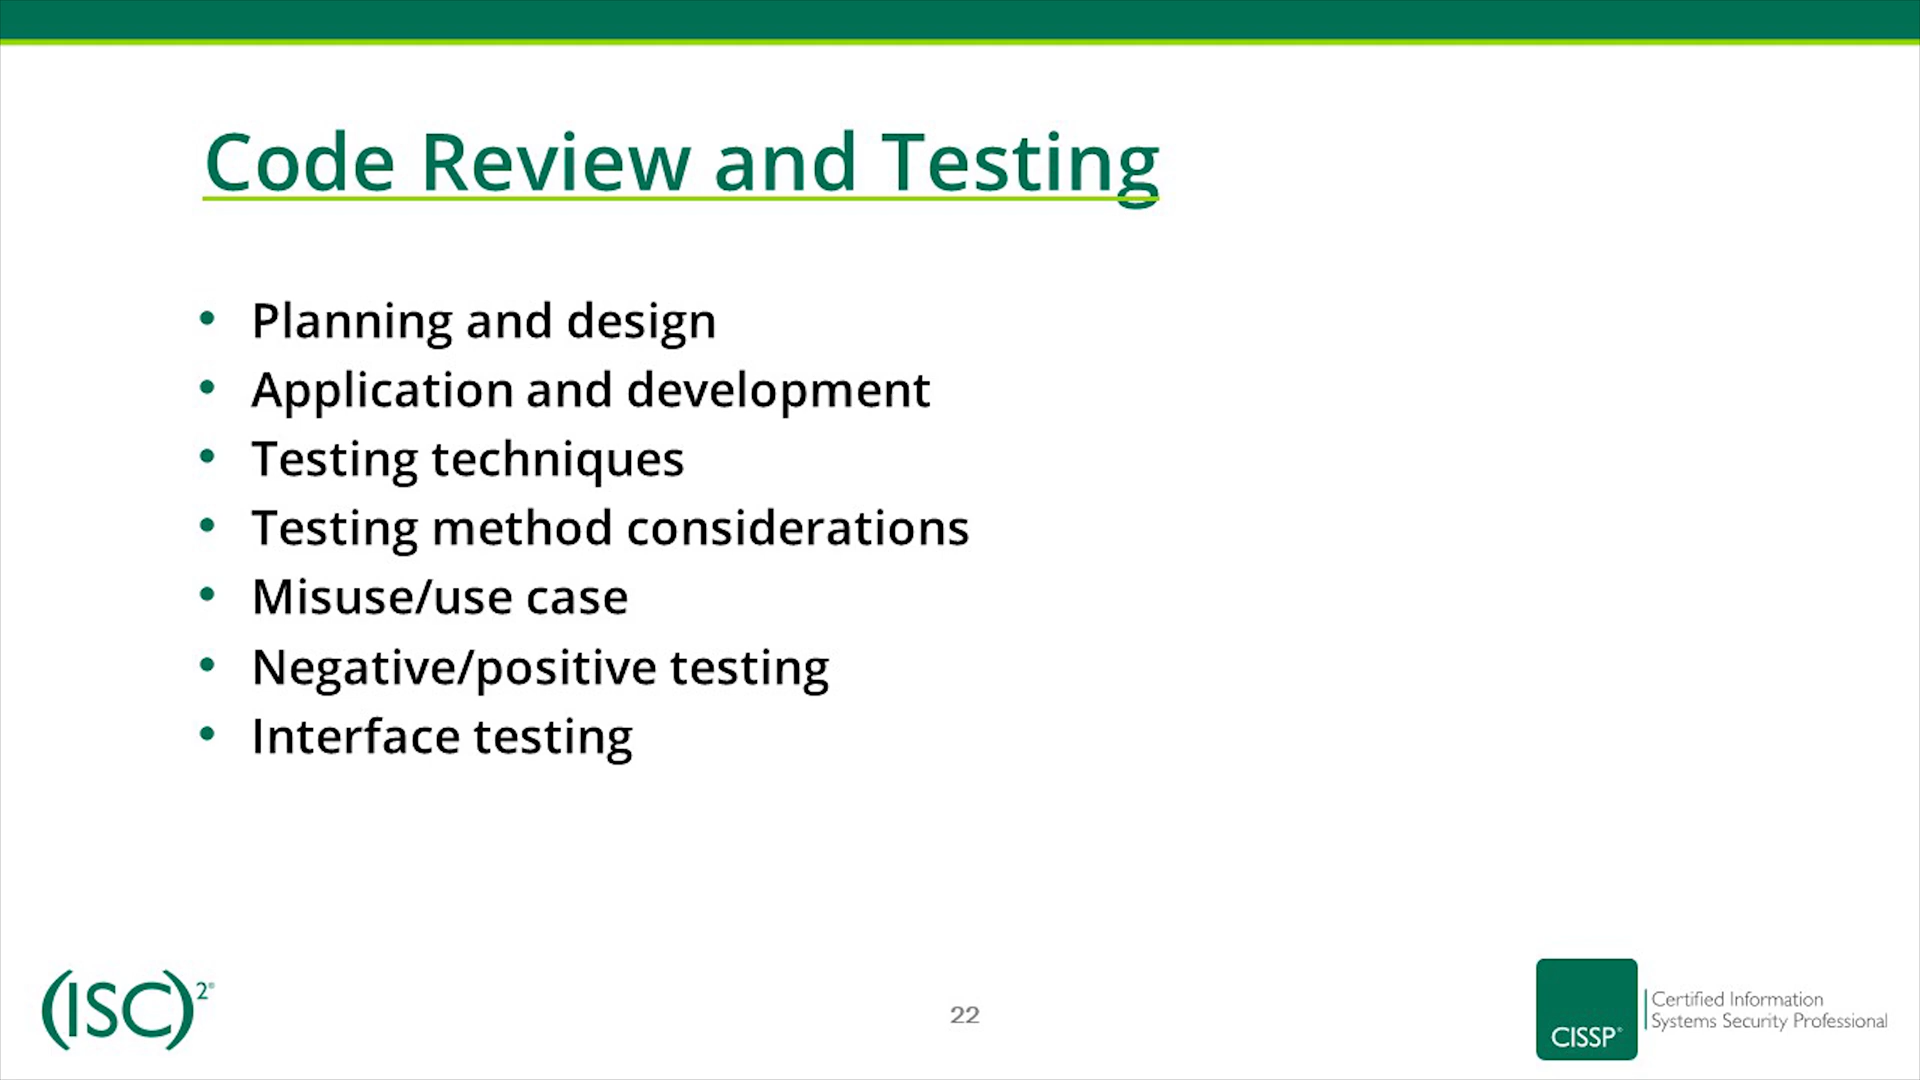 Code Review and Testing
• Planning and design
• Application and development
• Testing techniques
• Testing method considerations
• Misuse/use case
• Negative/positive testing
• Interface testing
(ISC)²®
22
CISSP®
Certified Information
Systems Security Professional